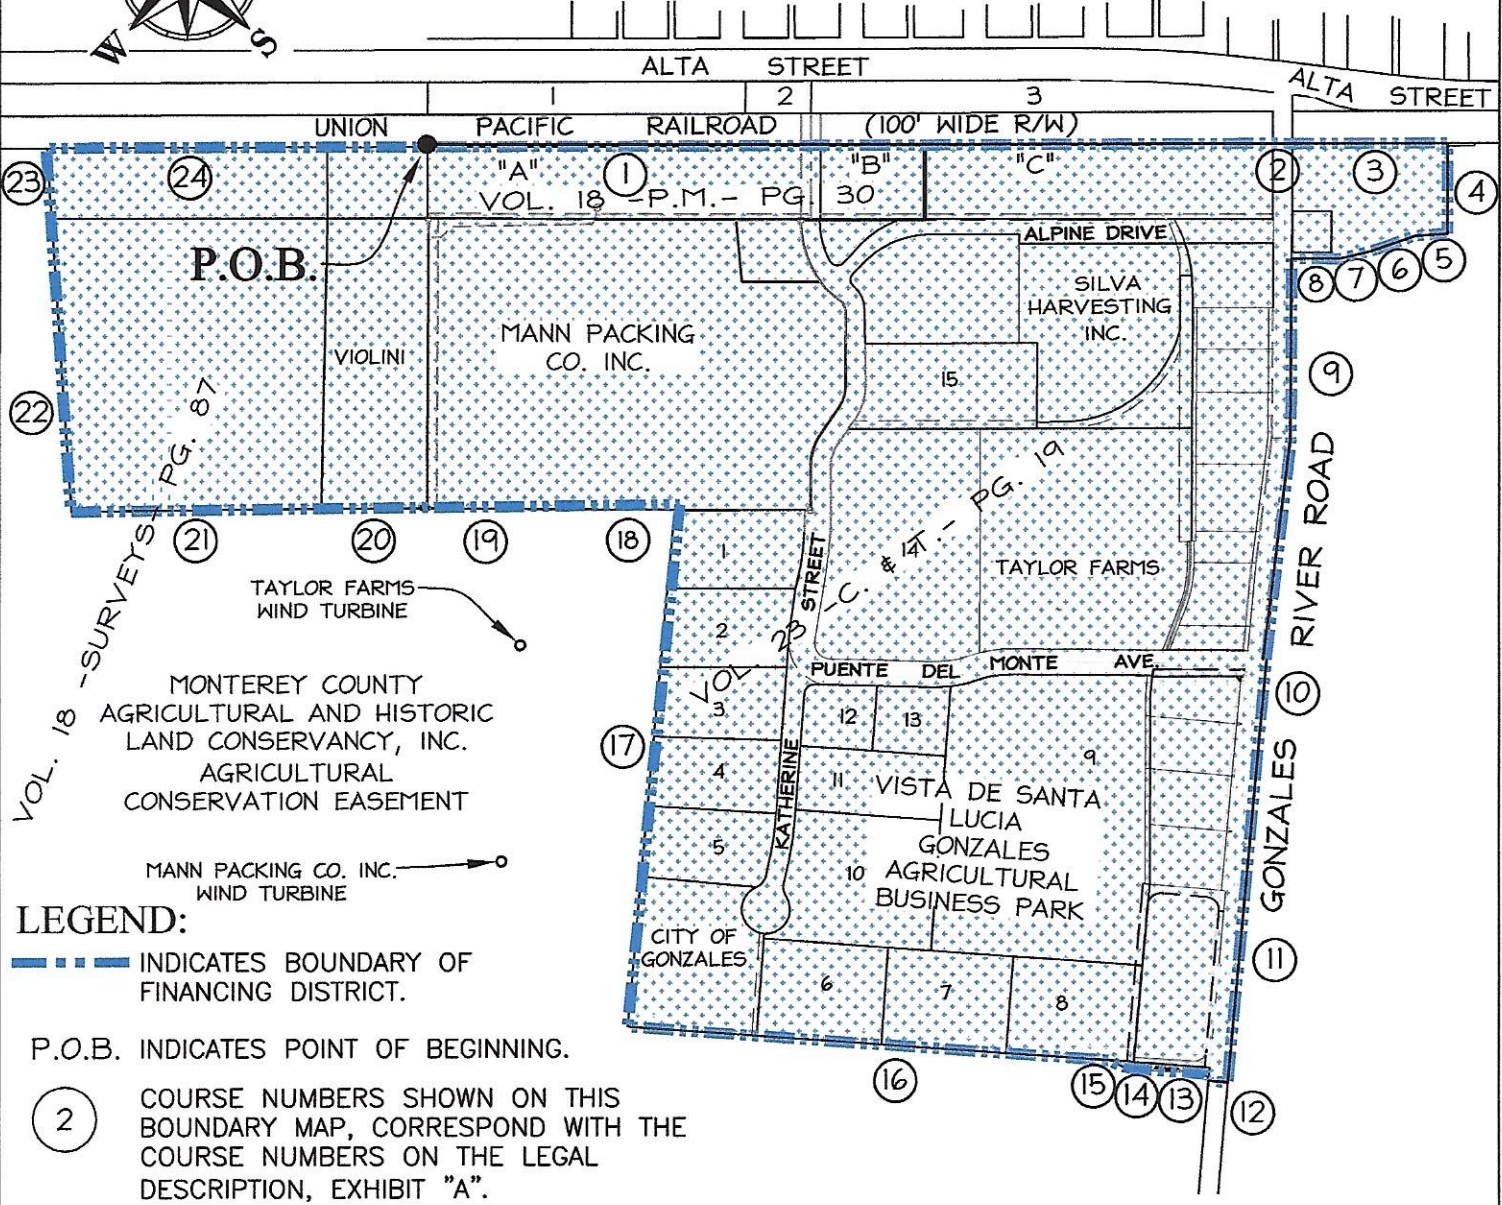 W
S
ALTA STREET
ALTA STREET
1
2
3
UNION PACIFIC RAILROAD (100' WIDE R/W)
23
24
"A"
1
"B"
"C"
2
3
4
VOL. 18 -P.M.- PG. 30
P.O.B.
ALPINE DRIVE
8
7
6
5
SILVA
HARVESTING
INC.
MANN PACKING
CO. INC.
VIOLINI
15
9
22
VOL. 18 -SURVEYS- PG. 87
VOL. 23 -C. & T.- PG. 19
21
20
19
18
1
14
TAYLOR FARMS
RIVER ROAD
TAYLOR FARMS
WIND TURBINE
2
KATHERINE STREET
PUENTE DEL MONTE AVE.
10
MONTEREY COUNTY
AGRICULTURAL AND HISTORIC
LAND CONSERVANCY, INC.
AGRICULTURAL
CONSERVATION EASEMENT
3
12
13
17
9
4
11
VISTA DE SANTA
LUCIA
GONZALES
AGRICULTURAL
BUSINESS PARK
GONZALES
5
10
MANN PACKING CO. INC.
WIND TURBINE
LEGEND:
INDICATES BOUNDARY OF
FINANCING DISTRICT.
CITY OF
GONZALES
6
7
8
11
P.O.B. INDICATES POINT OF BEGINNING.
16
15
14
13
12
2
COURSE NUMBERS SHOWN ON THIS
BOUNDARY MAP, CORRESPOND WITH THE
COURSE NUMBERS ON THE LEGAL
DESCRIPTION, EXHIBIT "A".